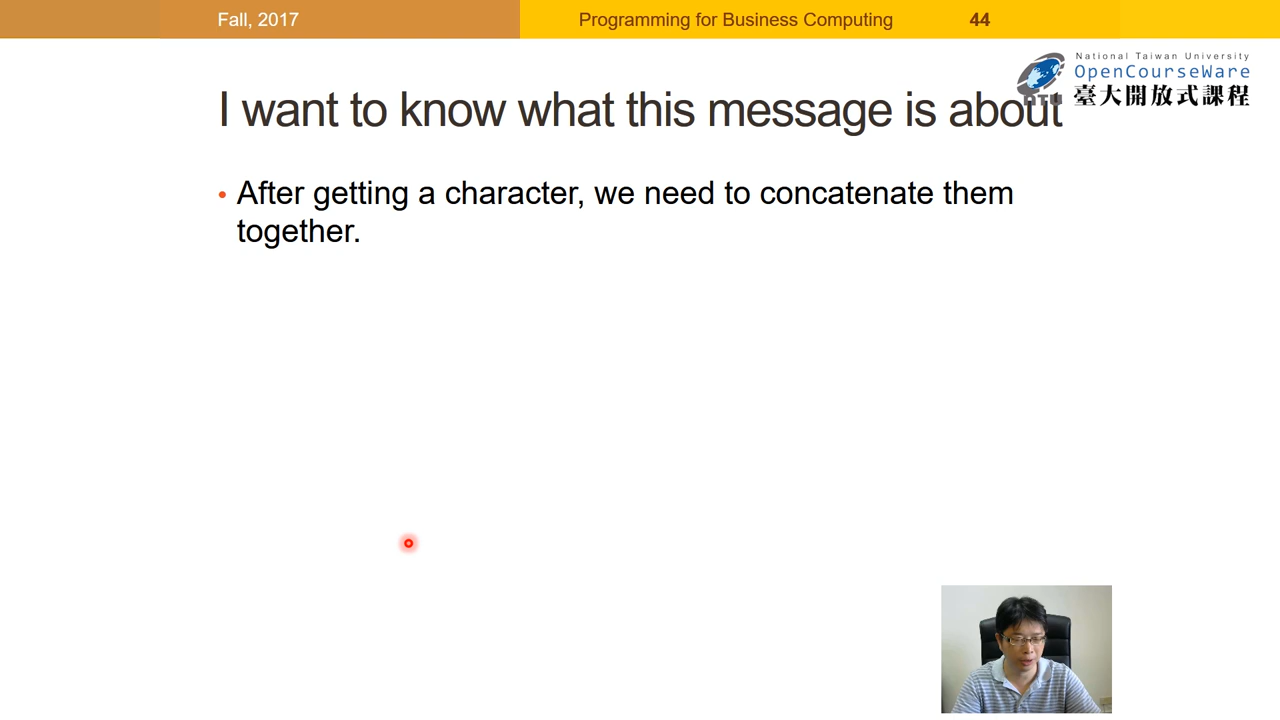 Fall, 2017
Programming for Business Computing
44
National Taiwan University
OpenCourseWare
臺大開放式課程
NTU
I want to know what this message is about
• After getting a character, we need to concatenate them
together.